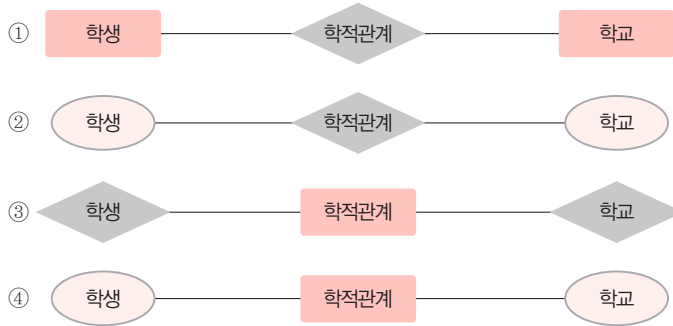 ① 학생 학적관계 학교
② 학생 학적관계 학교
③ 학생 학적관계 학교
④ 학생 학적관계 학교